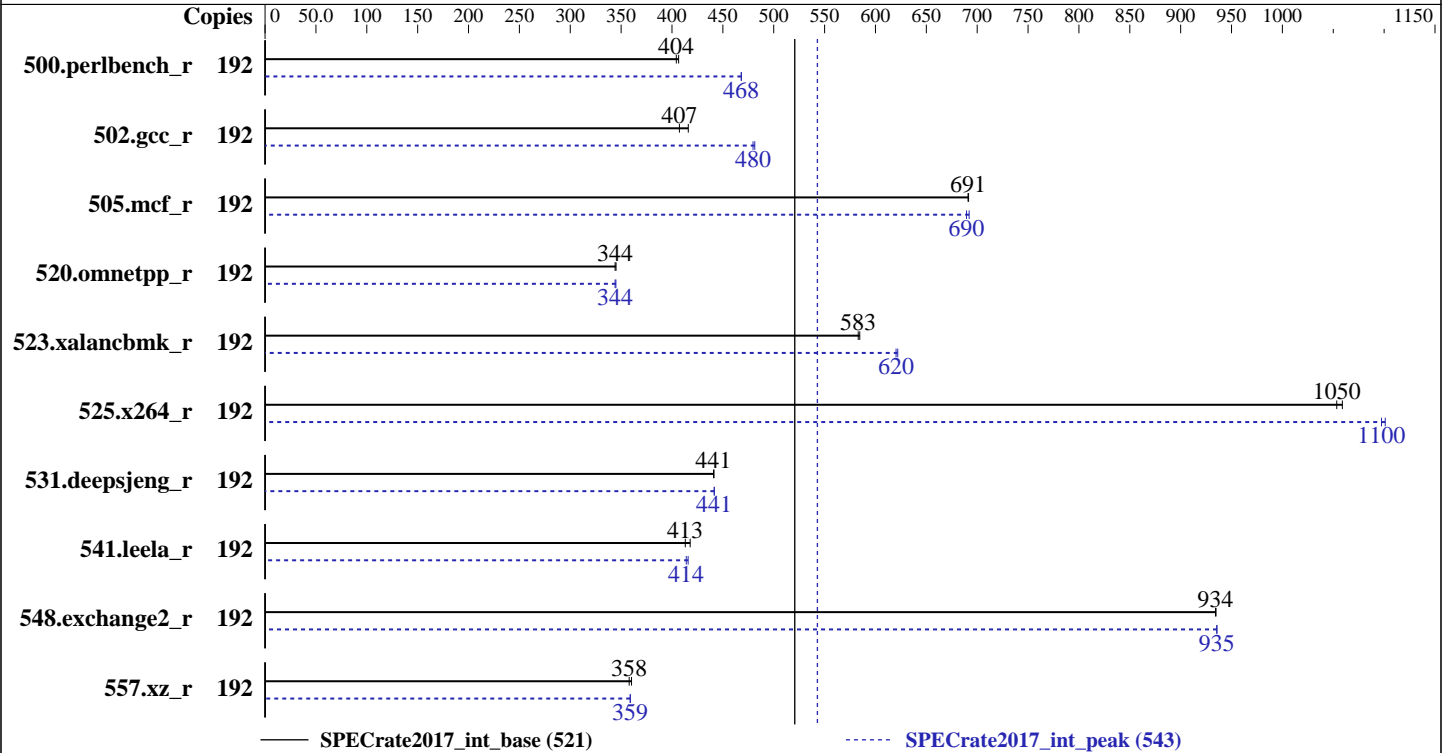 Copies 0 50.0 100 150 200 250 300 350 400 450 500 550 600 650 700 750 800 850 900 950 1000 1150
404
500.perlbench_r 192
468
407
502.gcc_r 192
480
691
505.mcf_r 192
690
344
520.omnetpp_r 192
344
583
523.xalancbmk_r 192
620
1050
525.x264_r 192
1100
441
531.deepsjeng_r 192
441
413
541.leela_r 192
414
934
548.exchange2_r 192
935
358
557.xz_r 192
359
SPECrate2017_int_base (521) SPECrate2017_int_peak (543)